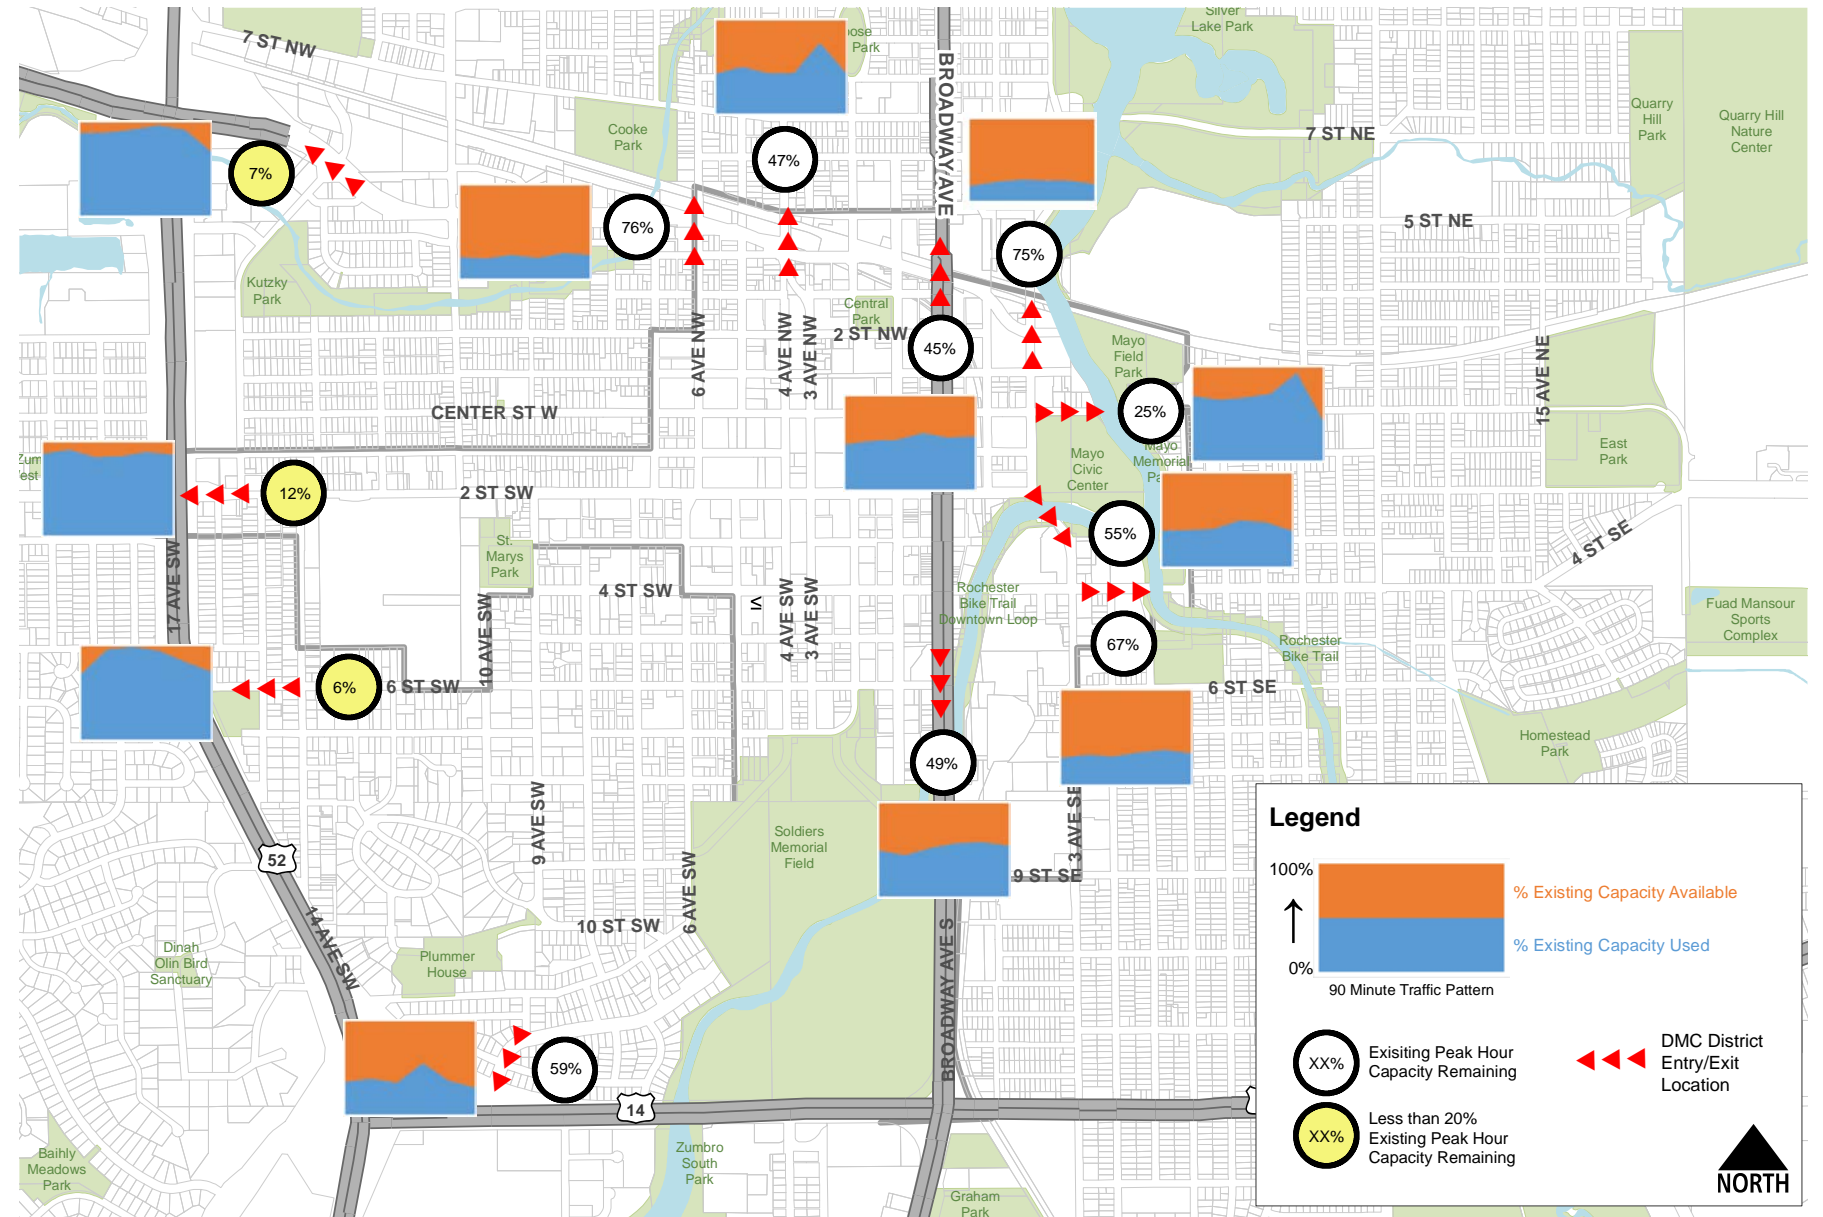 7 ST NW
Silver
Lake Park
oose
Park
BROADWAY AVE
Cooke
Park
7 ST NE
Quarry
Hill
Park
Quarry Hill
Nature
Center
47%
7%
76%
75%
5 ST NE
Kutzky
Park
Central
Park
2 ST NW
45%
6 AVE NW
4 AVE NW
3 AVE NW
Mayo
Field
Park
15 AVE NE
CENTER ST W
25%
Mayo
Memorial
Pa
Mayo
Civic
Center
East
Park
Zum
est
12%
2 ST SW
55%
4 ST SE
St.
Marys
Park
17 AVE SW
4 ST SW
10 AVE SW
VI
4 AVE SW
3 AVE SW
Rochester
Bike Trail
Downtown Loop
Fuad Mansour
Sports
Complex
67%
Rochester
Bike Trail
6%
6 ST SW
6 ST SE
Homestead
Park
49%
9 AVE SW
Soldiers
Memorial
Field
3 AVE SE
9 ST SE
52
6 AVE SW
10 ST SW
14 AVE SW
Dinah
Olin Bird
Sanctuary
Plummer
House
BROADWAY AVE S
59%
14
Baihly
Meadows
Park
Zumbro
South
Park
Graham
Park
Legend
100%
0%
% Existing Capacity Available
% Existing Capacity Used
90 Minute Traffic Pattern
XX%
Exisiting Peak Hour
Capacity Remaining
DMC District
Entry/Exit
Location
XX%
Less than 20%
Existing Peak Hour
Capacity Remaining
NORTH